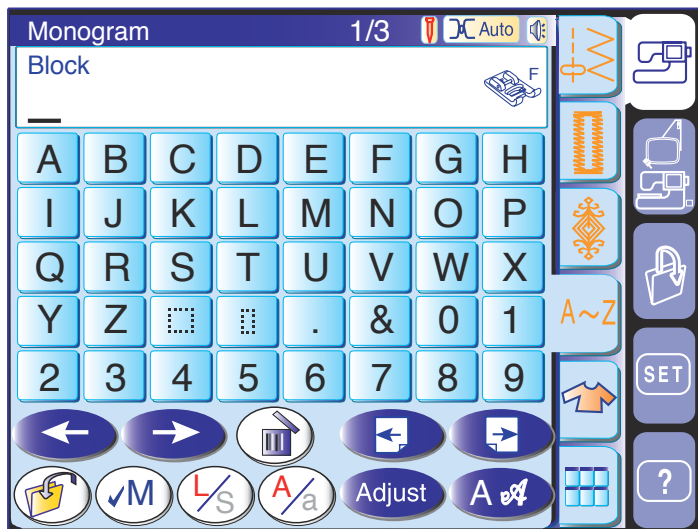 Monogram 1/3 Auto
Block
F
A B C D E F G H
I J K L M N O P
Q R S T U V W X
Y Z . & 0 1
A~Z
2 3 4 5 6 7 8 9
SET
✓M L/S A/a Adjust A A
?